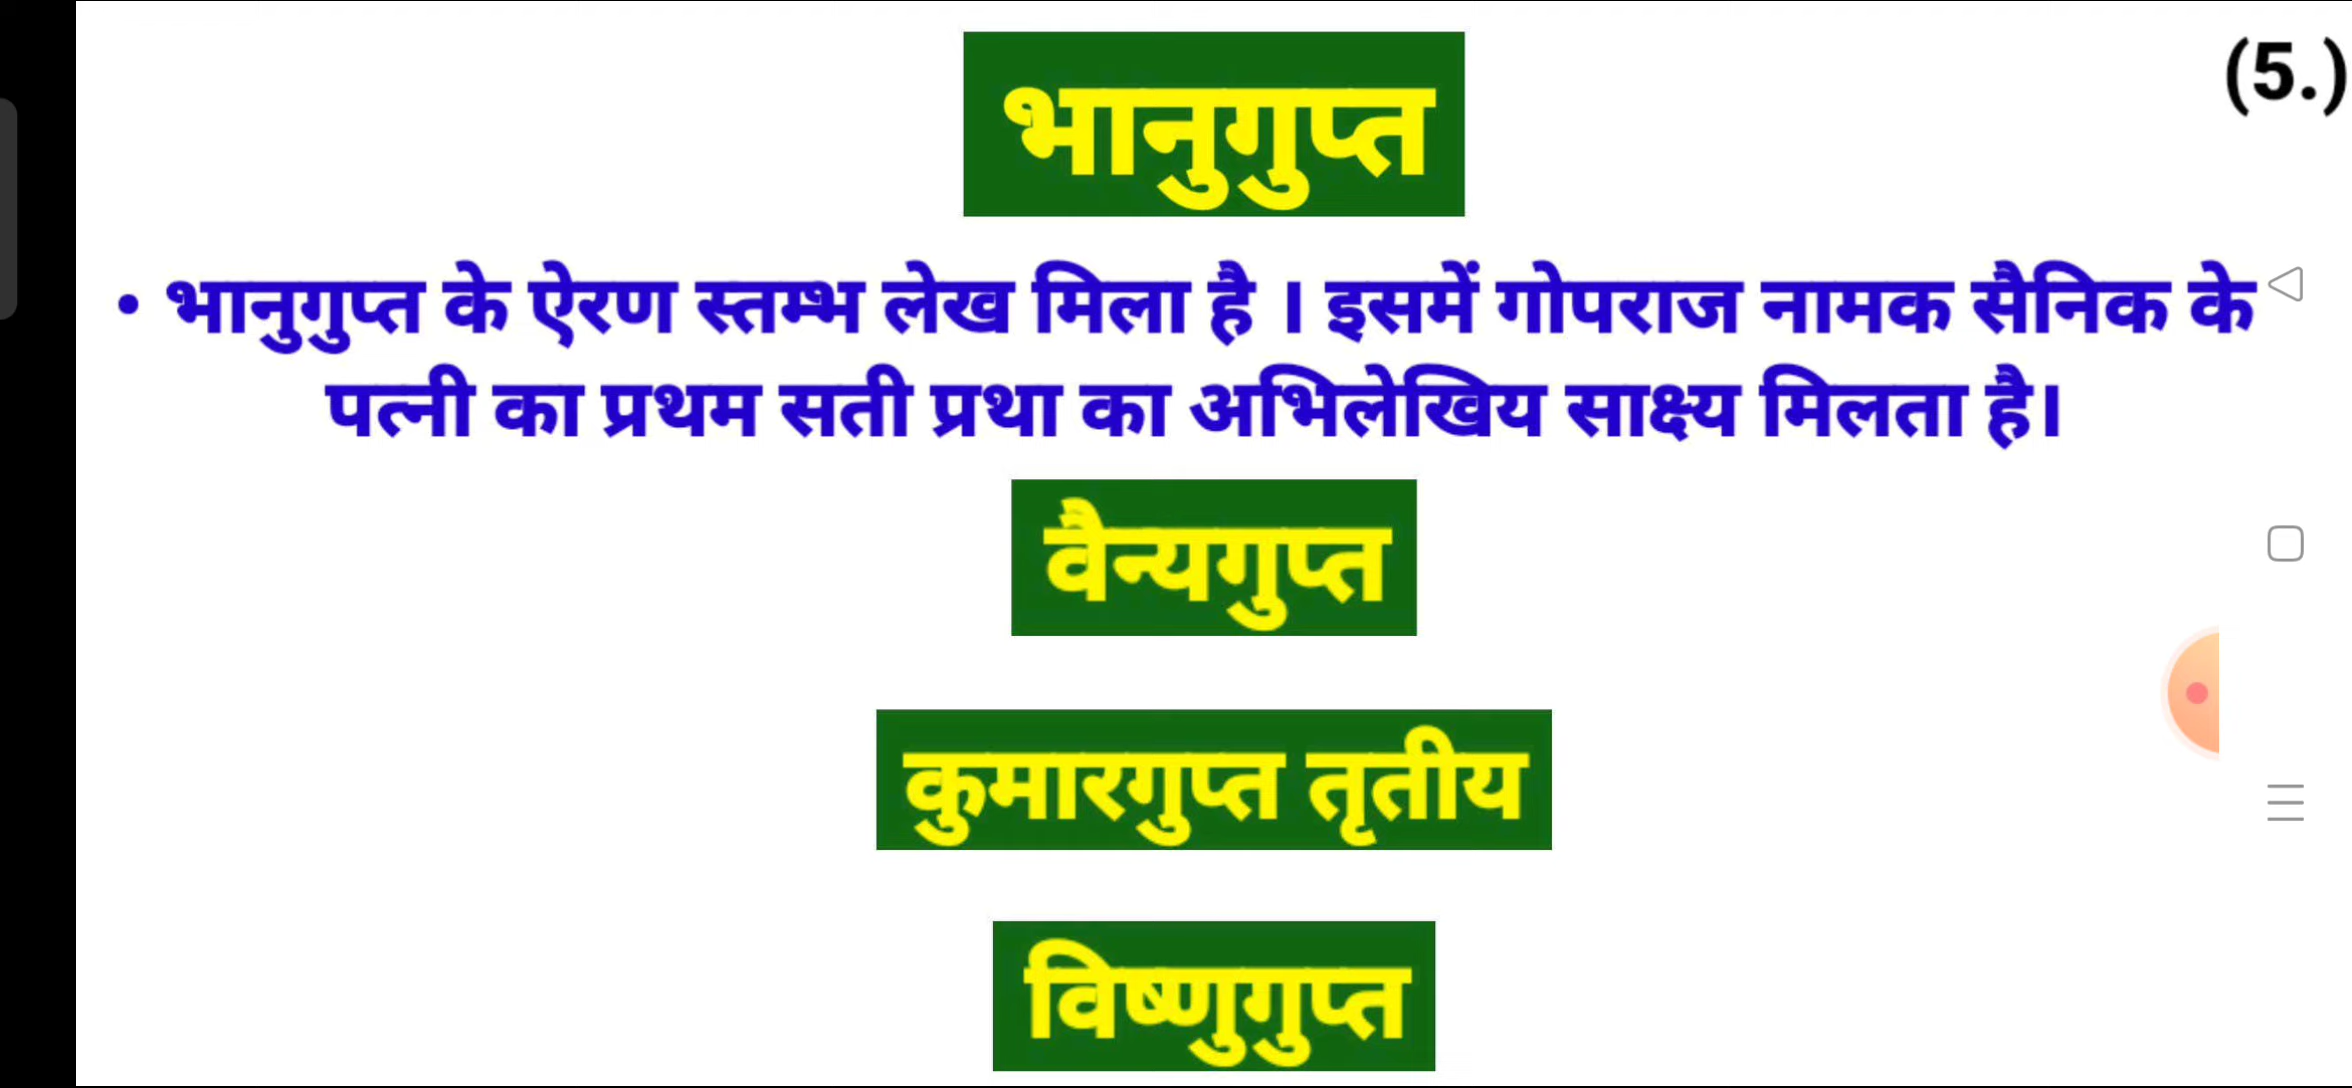 (5.)
भानुगुप्त
• भानुगुप्त के ऐरण स्तम्भ लेख मिला है । इसमें गोपराज नामक सैनिक के
पत्नी का प्रथम सती प्रथा का अभिलेखिय साक्ष्य मिलता है।
वैन्यगुप्त
कुमारगुप्त तृतीय
विष्णुगुप्त